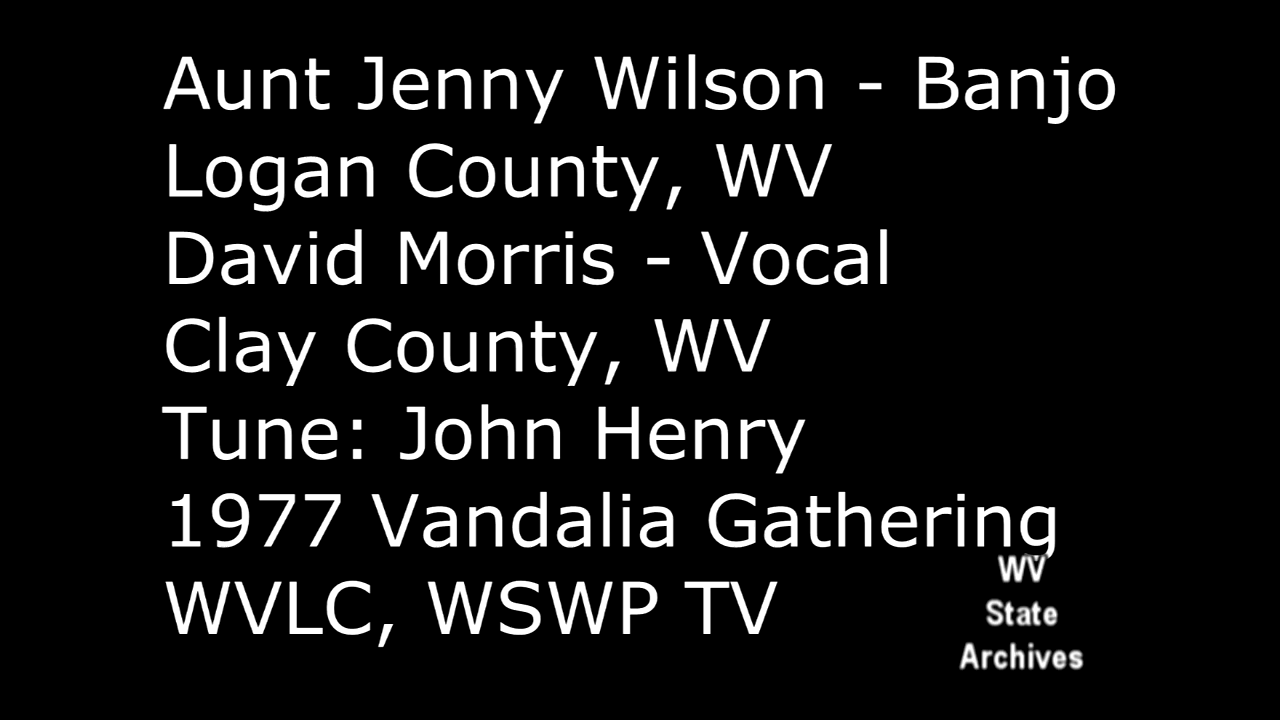 Aunt Jenny Wilson - Banjo
Logan County, WV
David Morris - Vocal
Clay County, WV
Tune: John Henry
1977 Vandalia Gathering
WVLC, WSWP TV
WV
State
Archives